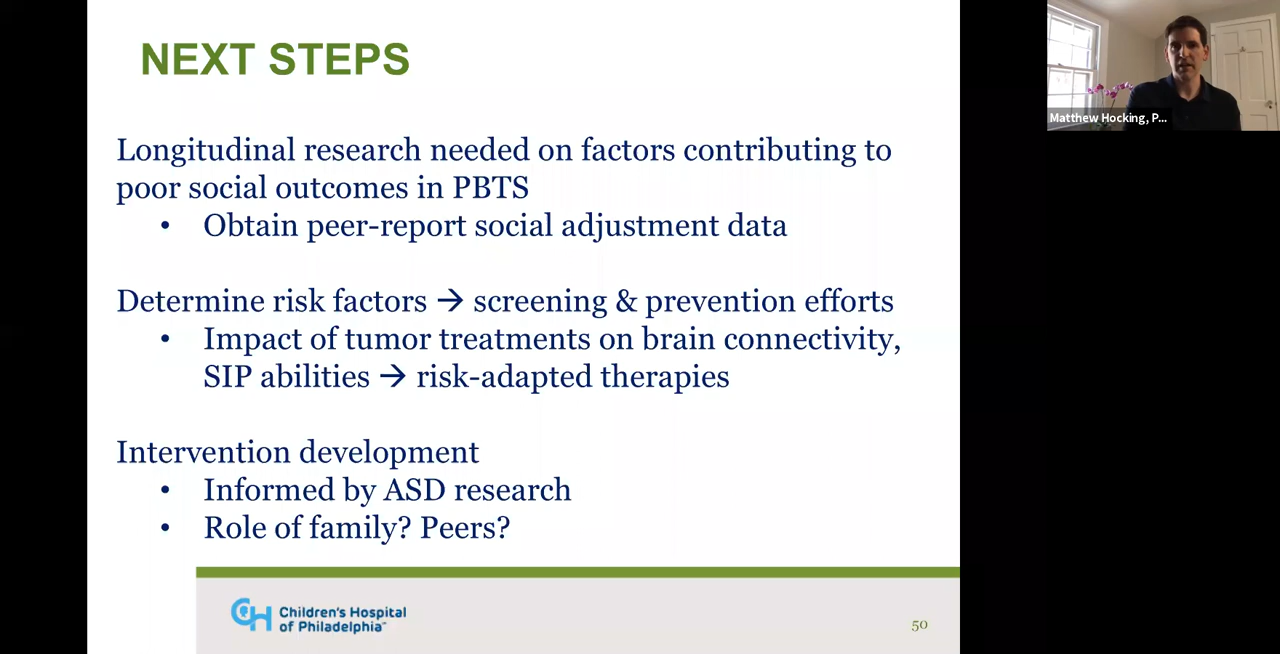 NEXT STEPS
Matthew Hocking, P...
Longitudinal research needed on factors contributing to
poor social outcomes in PBTS
• Obtain peer-report social adjustment data
Determine risk factors → screening & prevention efforts
• Impact of tumor treatments on brain connectivity,
SIP abilities → risk-adapted therapies
Intervention development
• Informed by ASD research
• Role of family? Peers?
CH Children's Hospital
of Philadelphia™
50